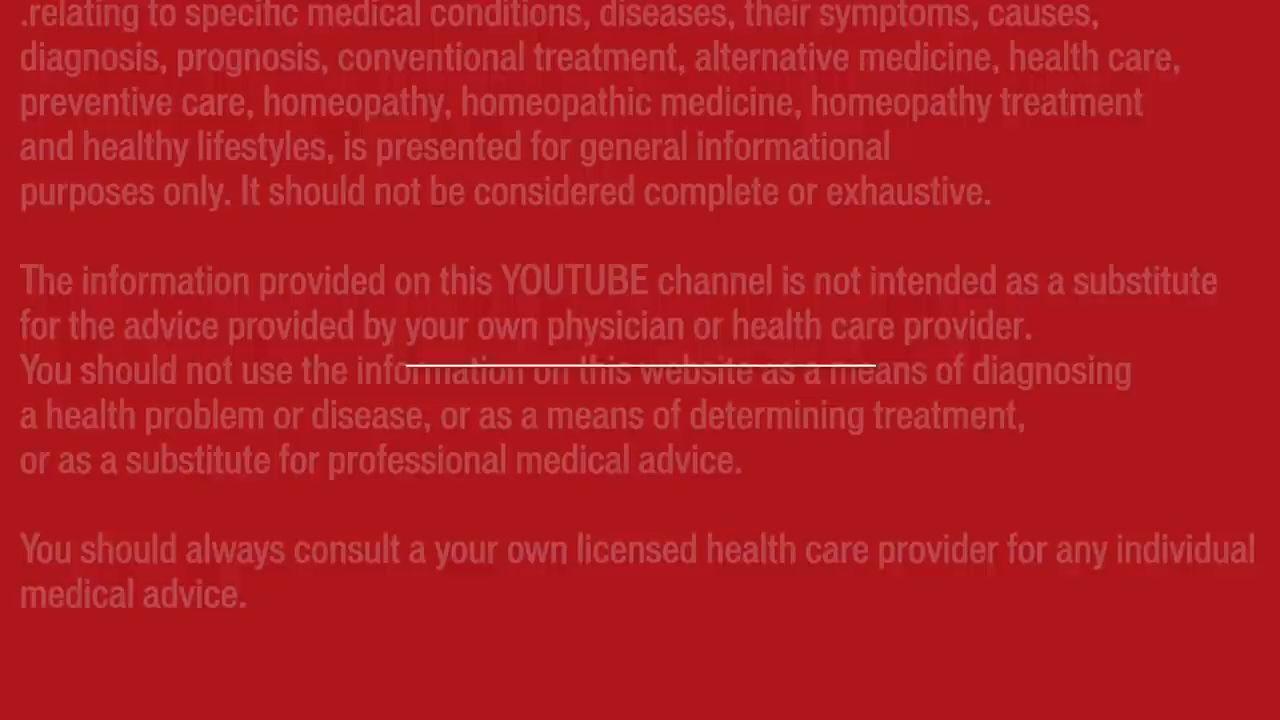 .relating to specific medical conditions, diseases, their symptoms, causes,
diagnosis, prognosis, conventional treatment, alternative medicine, health care,
preventive care, homeopathy, homeopathic medicine, homeopathy treatment
and healthy lifestyles, is presented for general informational
purposes only. It should not be considered complete or exhaustive.
The information provided on this YOUTUBE channel is not intended as a substitute
for the advice provided by your own physician or health care provider.
You should not use the information on this website as a means of diagnosing
a health problem or disease, or as a means of determining treatment,
or as a substitute for professional medical advice.
You should always consult a your own licensed health care provider for any individual
medical advice.